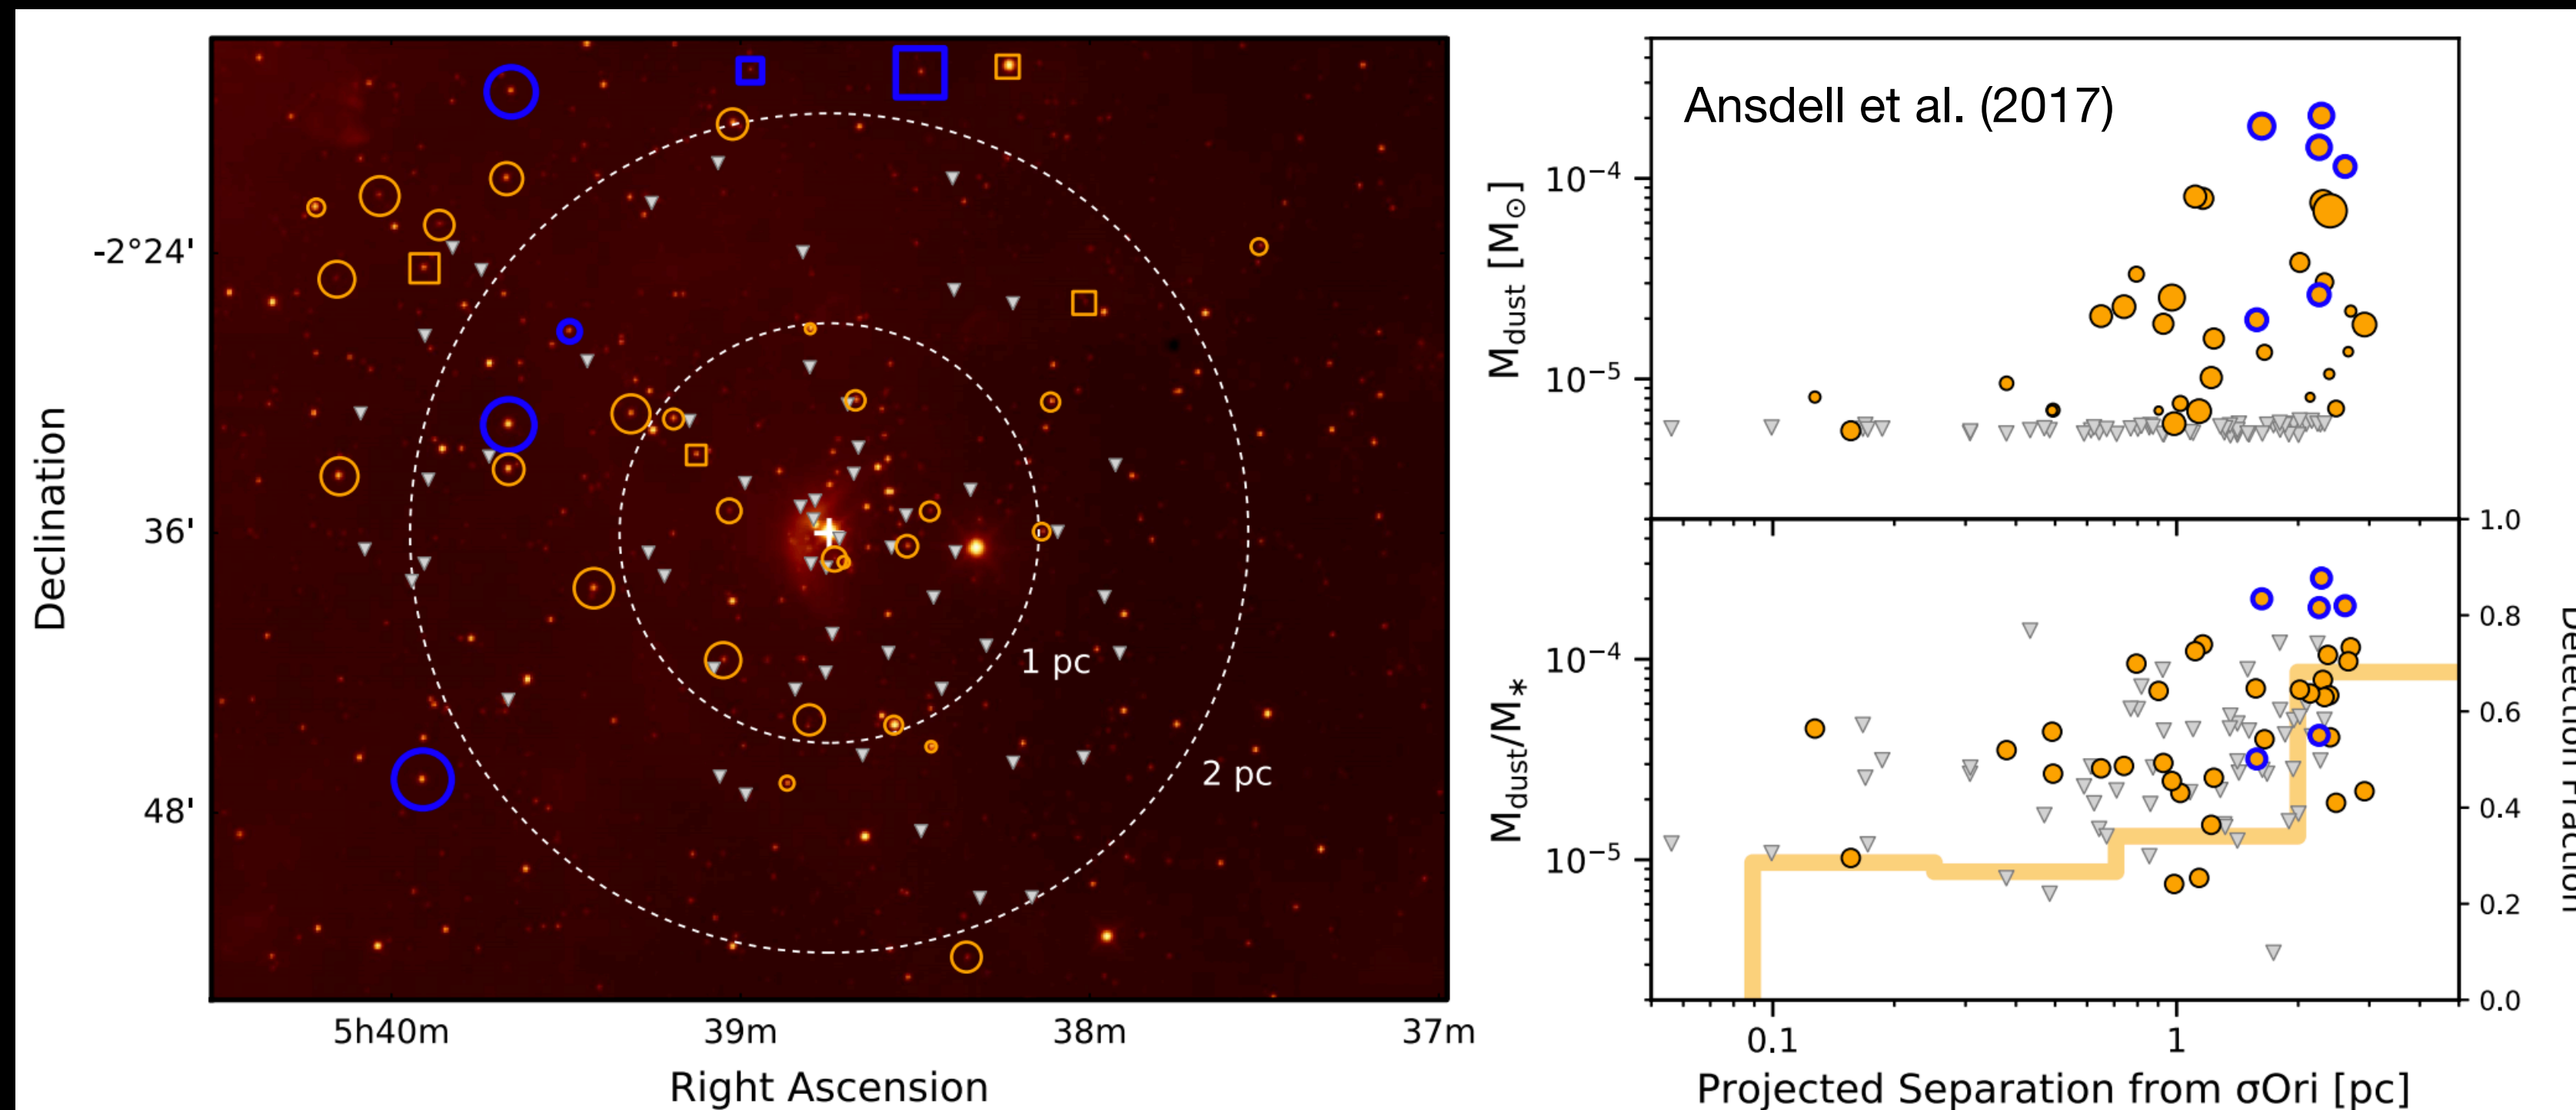 Ansdell et al. (2017)
-2°24'
36'
48'
Declination
5h40m
39m
38m
37m
Right Ascension
1 pc
2 pc
M_dust [M_⊙]
10⁻⁴
10⁻⁵
M_dust/M_*
10⁻⁴
10⁻⁵
1.0
0.8
0.6
0.4
0.2
0.0
Detection Fraction
0.1
1
Projected Separation from σOri [pc]